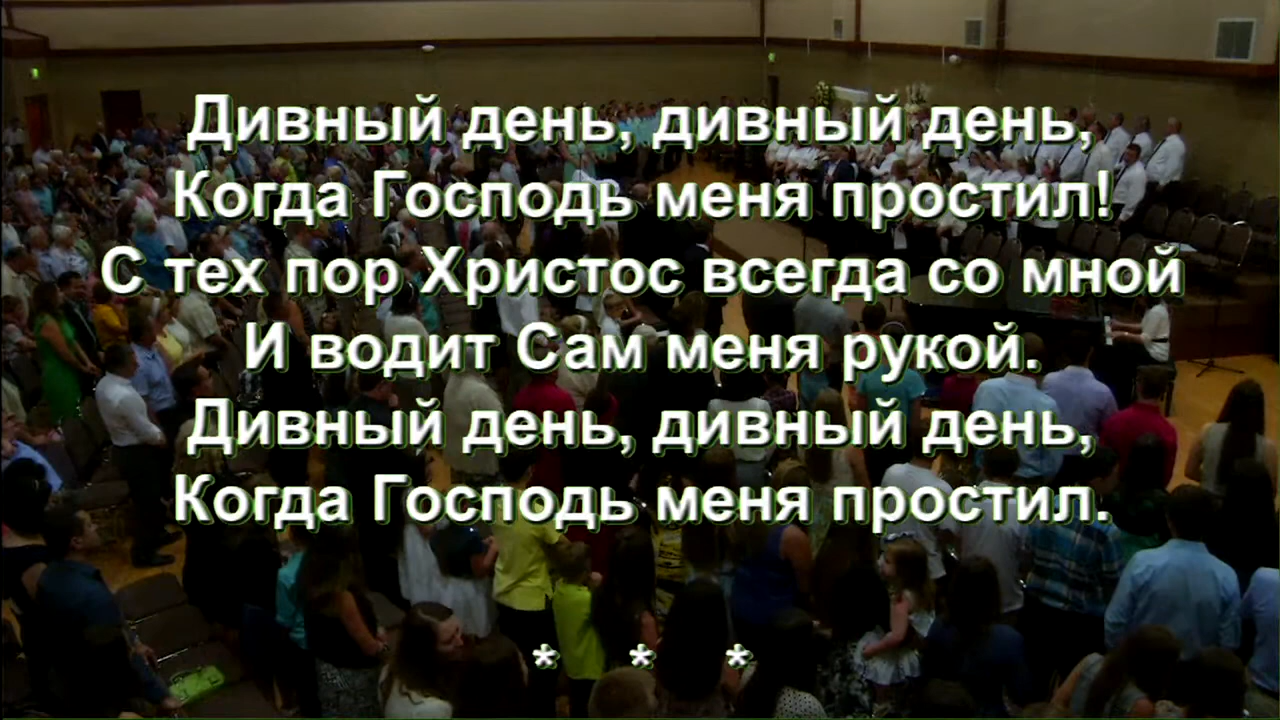 Дивный день, дивный день,
Когда Господь меня простил!
С тех пор Христос всегда со мной
И водит Сам меня рукой.
Дивный день, дивный день,
Когда Господь меня простил.
* * *